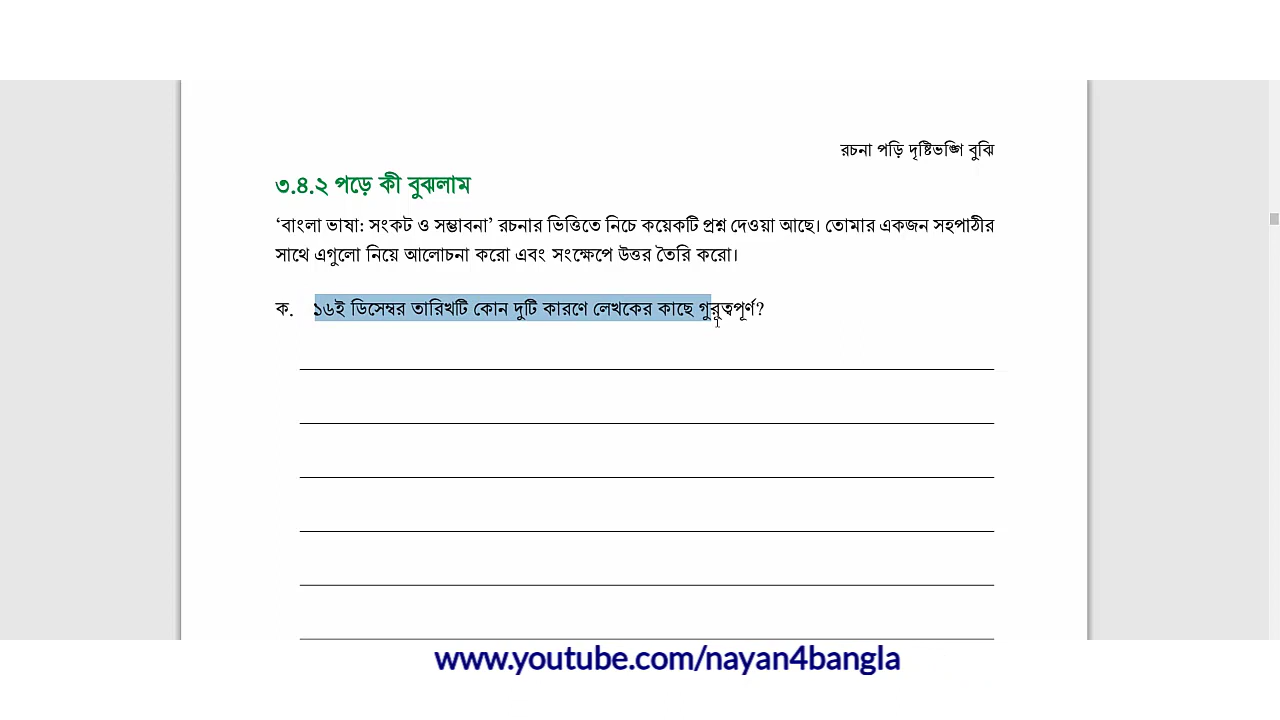 রচনা পড়ি দৃষ্টিভঙ্গি বুঝি
৩.৪.২ পড়ে কী বুঝলাম
‘বাংলা ভাষা: সংকট ও সম্ভাবনা’ রচনার ভিত্তিতে নিচে কয়েকটি প্রশ্ন দেওয়া আছে। তোমার একজন সহপাঠীর
সাথে এগুলো নিয়ে আলোচনা করো এবং সংক্ষেপে উত্তর তৈরি করো।
ক. ১৬ই ডিসেম্বর তারিখটি কোন দুটি কারণে লেখকের কাছে গুরুত্বপূর্ণ?
www.youtube.com/nayan4bangla